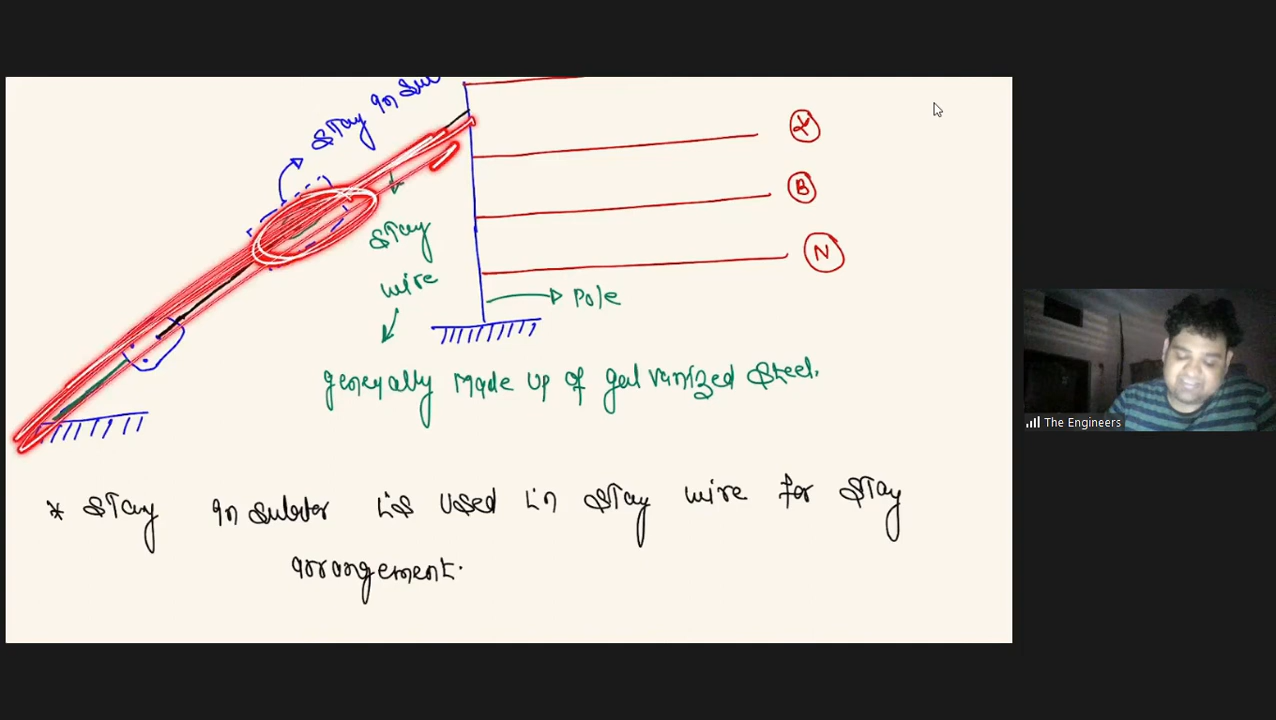 Stay Insu
Y
B
Stay
wire
N
Pole
generally Made up of galvanized Steel.
The Engineers
* Stay Insulator is used in Stay wire for Stay
arrangement.